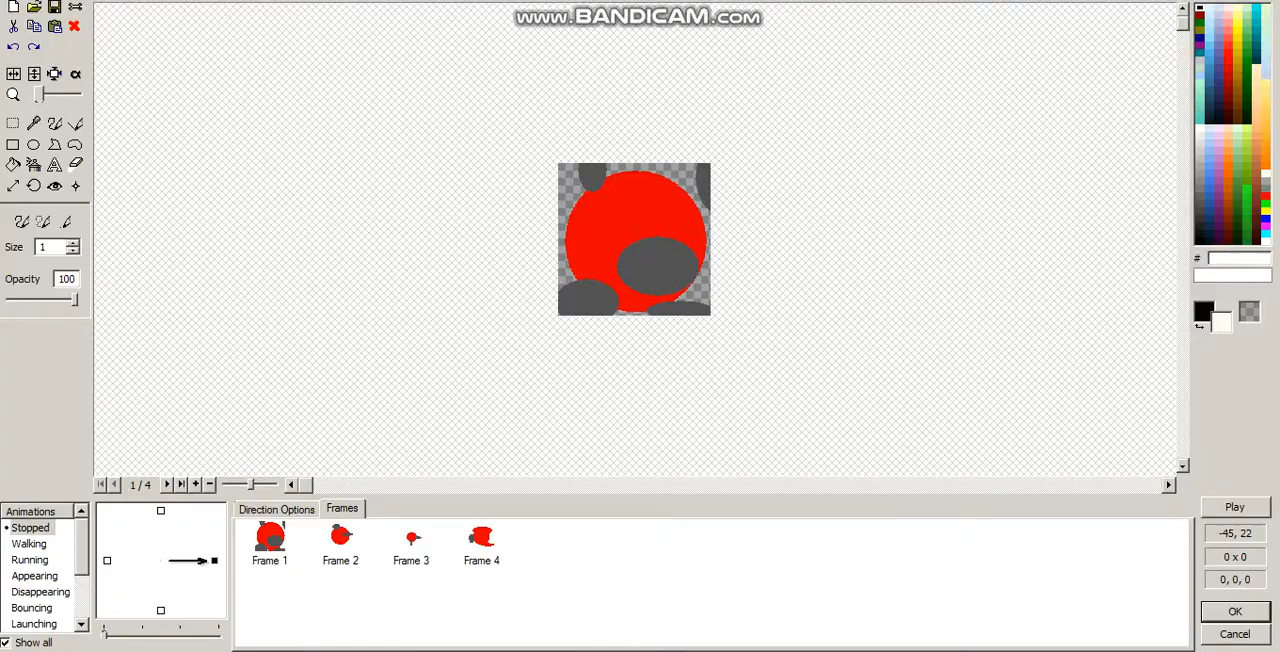 www.BANDICAM.com
Size 1
Opacity 100
#
1 / 4
Animations
Stopped
Walking
Running
Appearing
Disappearing
Bouncing
Launching
Show all
Direction Options
Frames
Frame 1
Frame 2
Frame 3
Frame 4
Play
-45, 22
0 x 0
0, 0, 0
OK
Cancel